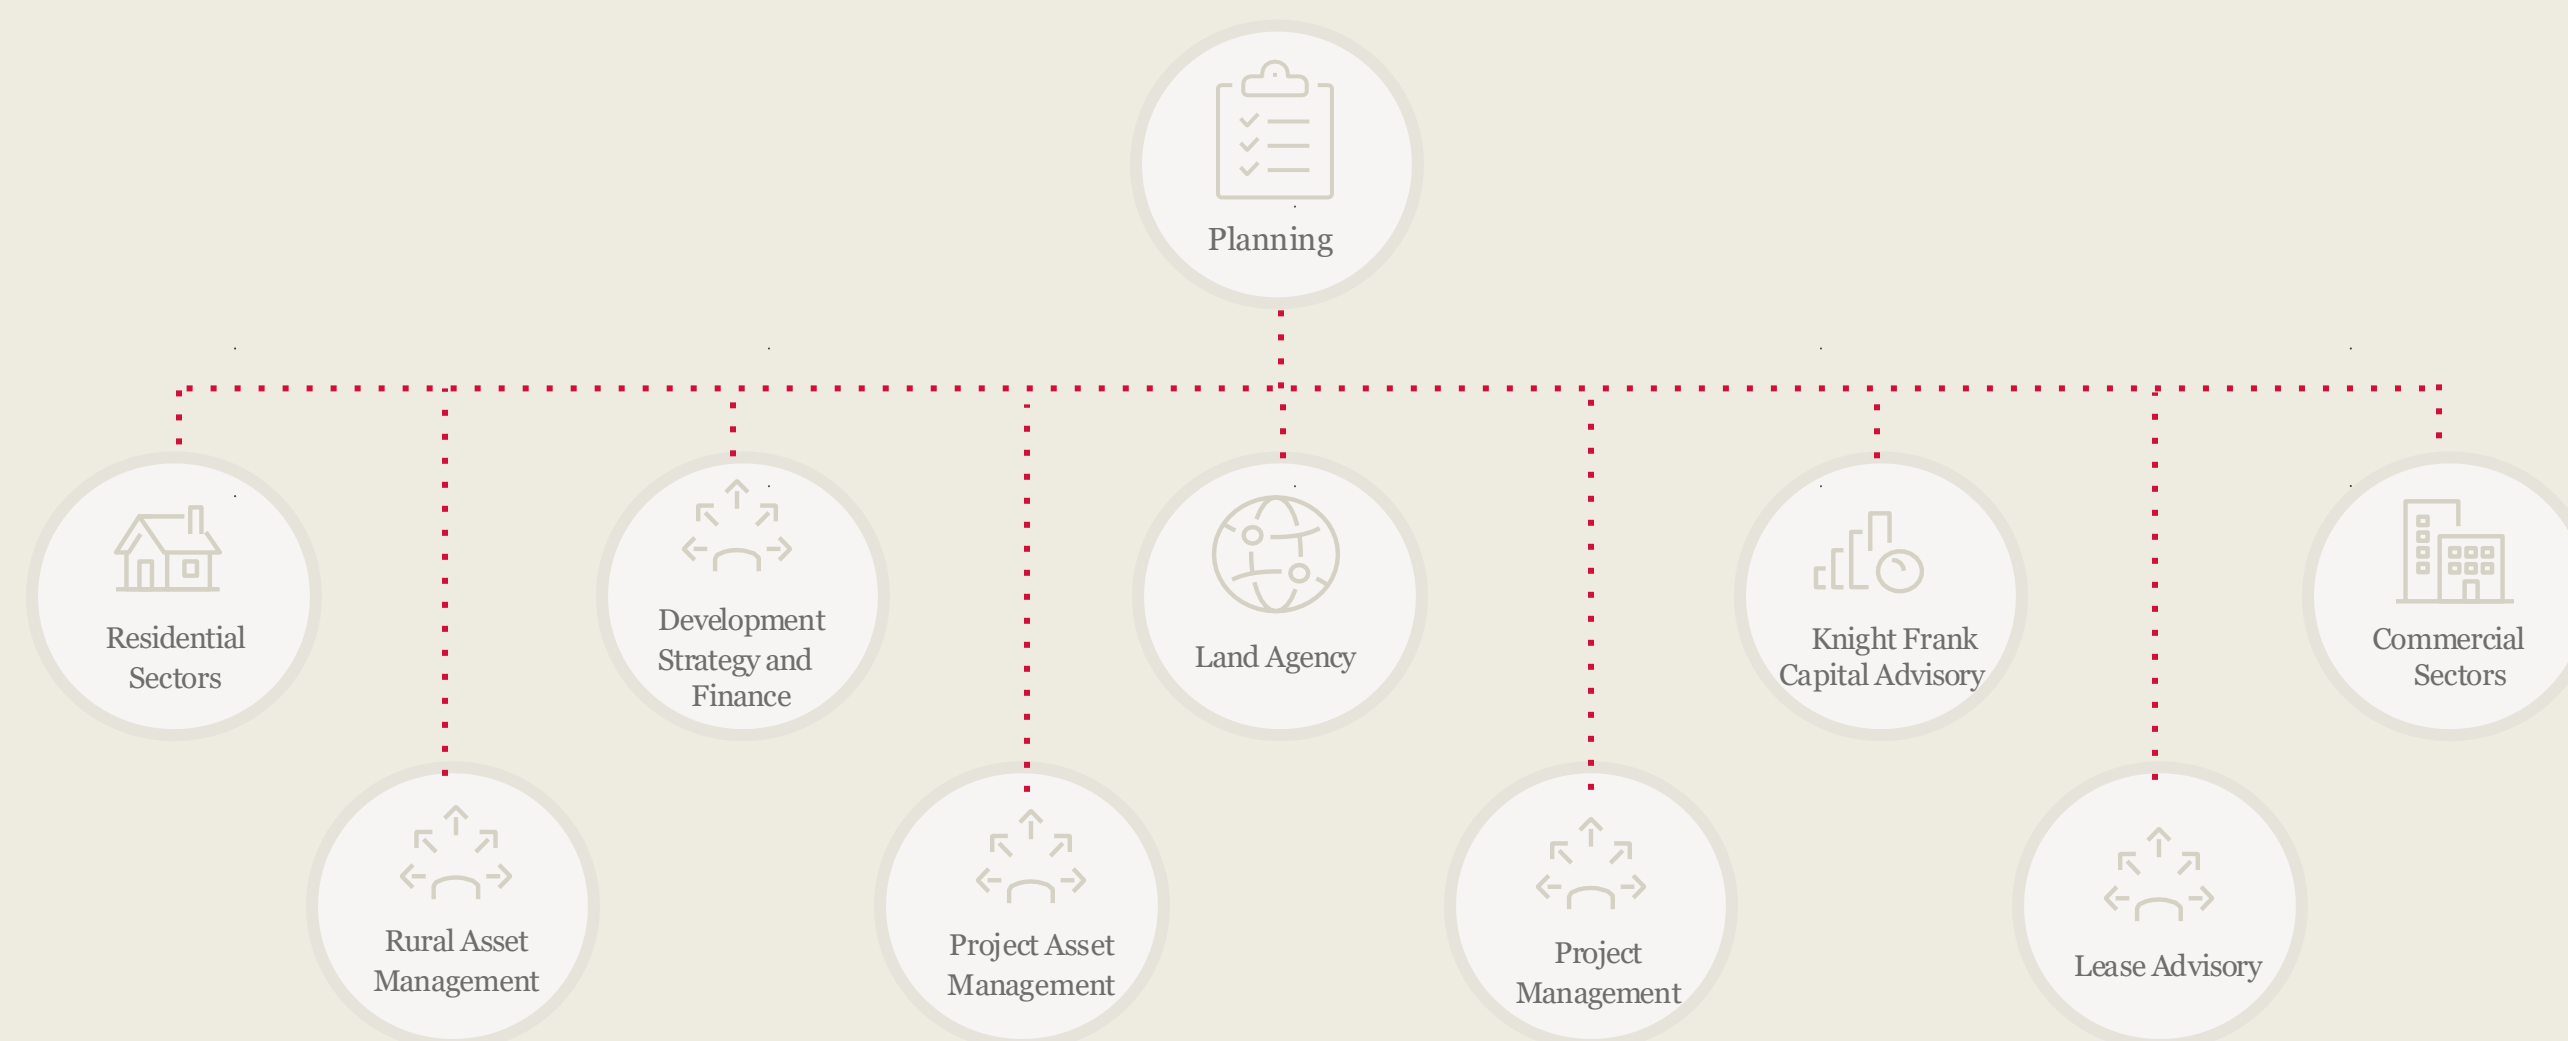 Planning
Residential
Sectors
Development
Strategy and
Finance
Land Agency
Knight Frank
Capital Advisory
Commercial
Sectors
Rural Asset
Management
Project Asset
Management
Project
Management
Lease Advisory